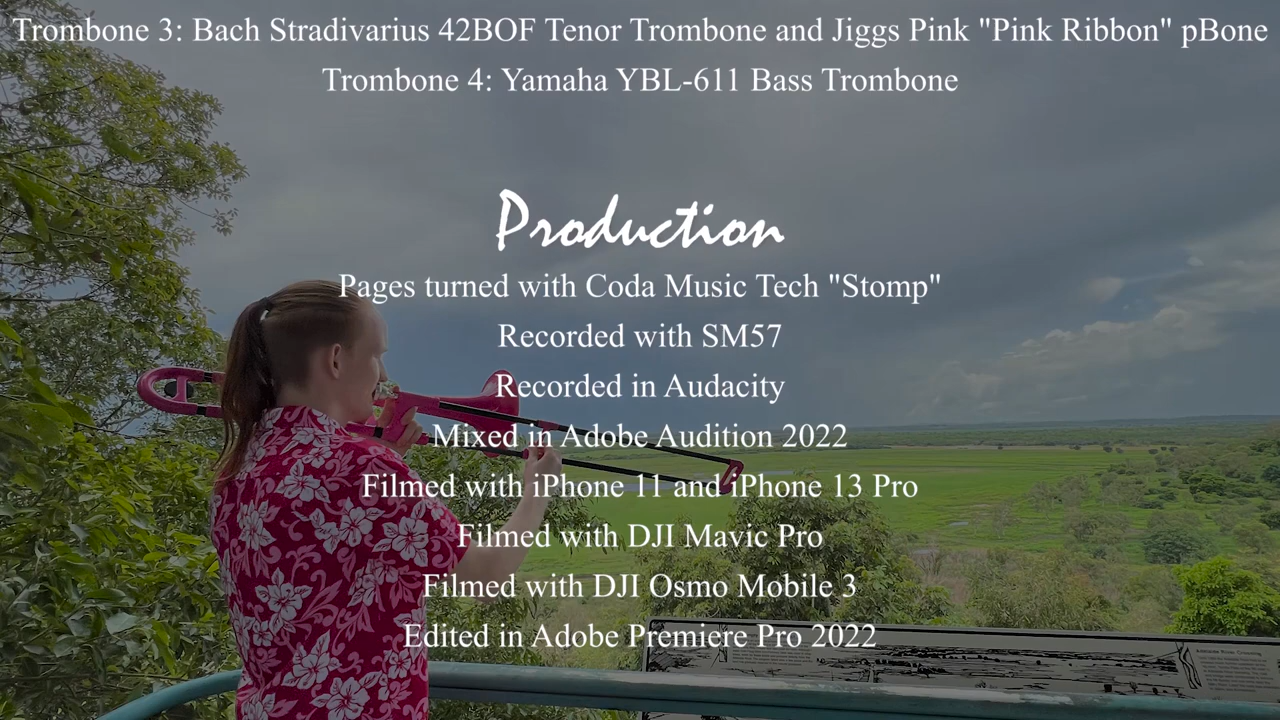 Trombone 3: Bach Stradivarius 42BOF Tenor Trombone and Jiggs Pink "Pink Ribbon" pBone
Trombone 4: Yamaha YBL-611 Bass Trombone
Production
Pages turned with Coda Music Tech "Stomp"
Recorded with SM57
Recorded in Audacity
Mixed in Adobe Audition 2022
Filmed with iPhone 11 and iPhone 13 Pro
Filmed with DJI Mavic Pro
Filmed with DJI Osmo Mobile 3
Edited in Adobe Premiere Pro 2022